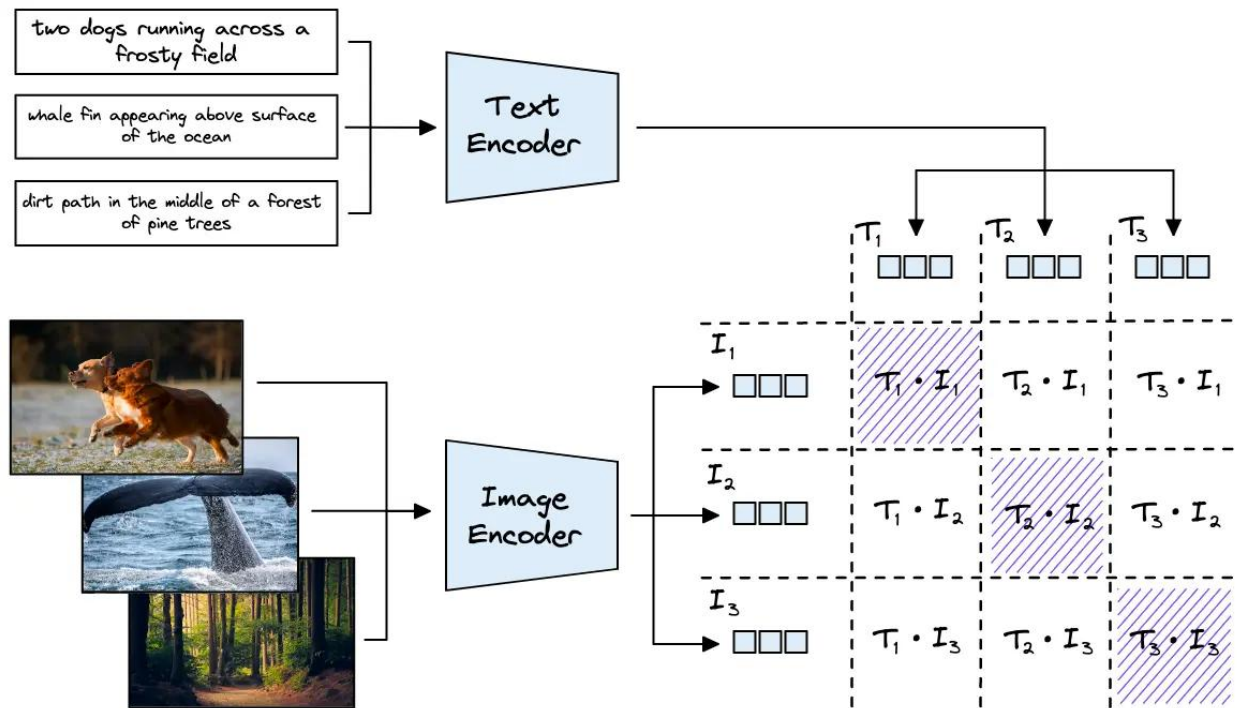 two dogs running across a
frosty field
whale fin appearing above surface
of the ocean
dirt path in the middle of a forest
of pine trees
Text
Encoder
Image
Encoder
T₁ T₂ T₃
I₁
T₁ · I₁ T₂ · I₁ T₃ · I₁
I₂
T₁ · I₂ T₂ · I₂ T₃ · I₂
I₃
T₁ · I₃ T₂ · I₃ T₃ · I₃